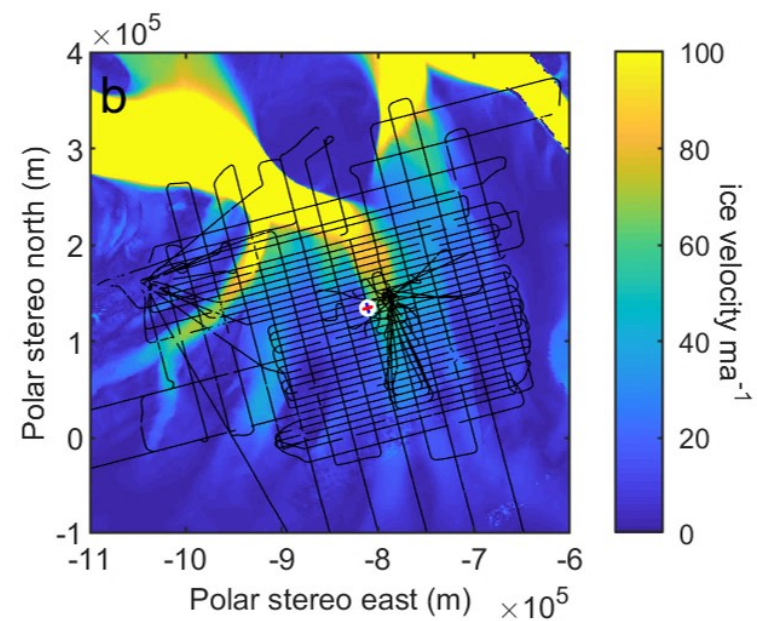 ×10⁵
b
4
3
2
1
0
-1
Polar stereo north (m)
-11 -10 -9 -8 -7 -6
Polar stereo east (m) ×10⁵
100
80
60
40
20
0
ice velocity ma⁻¹